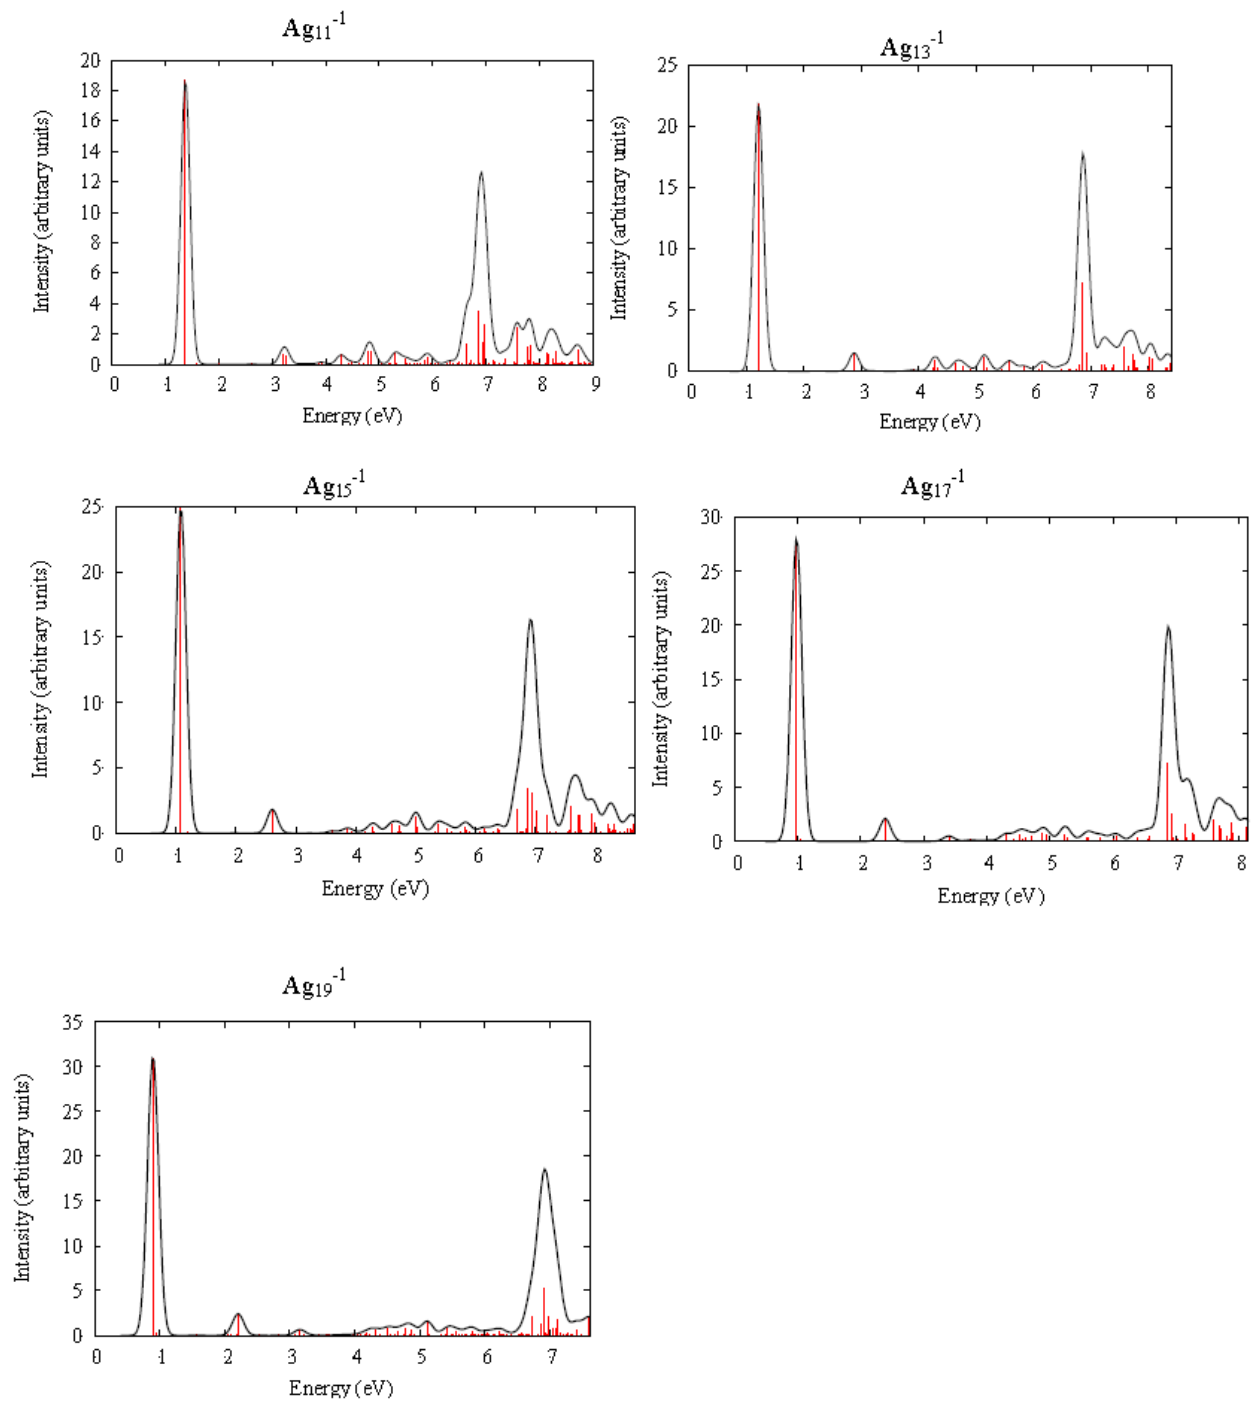 Ag11-1
20
18
16
14
12
10
8
6
4
2
0
Intensity (arbitrary units)
0 1 2 3 4 5 6 7 8 9
Energy (eV)
Ag13-1
25
20
15
10
5
0
Intensity (arbitrary units)
0 1 2 3 4 5 6 7 8
Energy (eV)
Ag15-1
25
20
15
10
5
0
Intensity (arbitrary units)
0 1 2 3 4 5 6 7 8
Energy (eV)
Ag17-1
30
25
20
15
10
5
0
Intensity (arbitrary units)
0 1 2 3 4 5 6 7 8
Energy (eV)
Ag19-1
35
30
25
20
15
10
5
0
Intensity (arbitrary units)
0 1 2 3 4 5 6 7
Energy (eV)